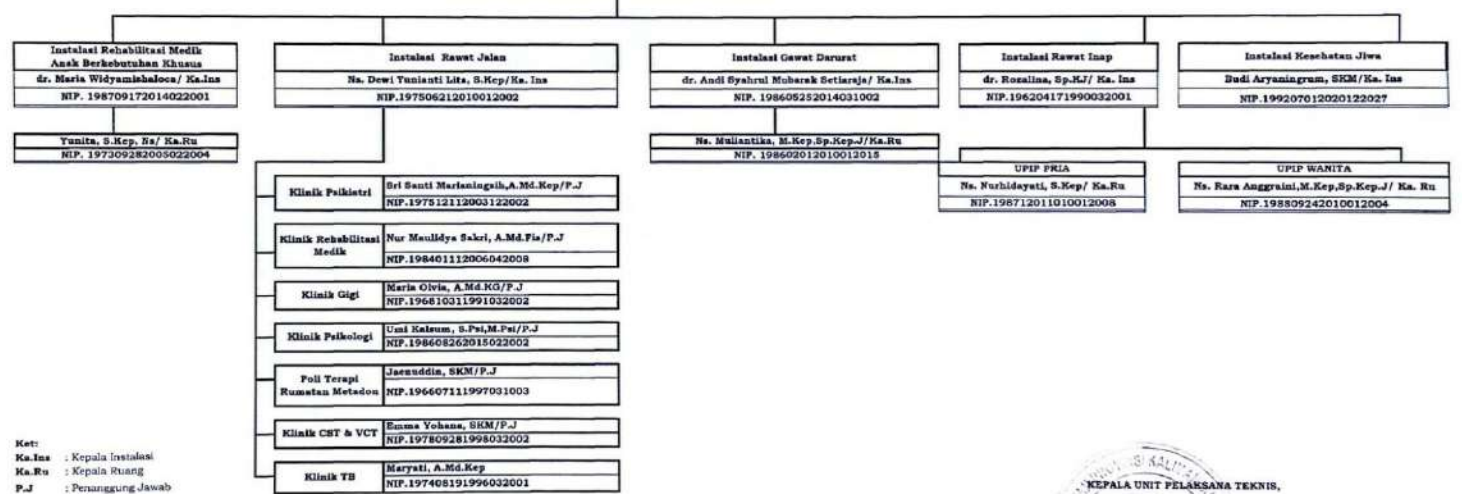 Instalasi Rehabilitasi Medik
Anak Berkebutuhan Khusus
dr. Maria Widyamishaloca/ Ka.Ins
NIP. 198709172014022001
Yunita, S.Kep, Ns/ Ka.Ru
NIP. 197309282005022004
Instalasi Rawat Jalan
Ns. Dewi Yunianti Lita, S.Kep/Ka. Ins
NIP.197506212010012002
Klinik Psikiatri
Sri Santi Marianingsih,A.Md.Kep/P.J
NIP.197512112003122002
Klinik Rehabilitasi
Medik
Nur Maulidya Sakri, A.Md.Fis/P.J
NIP.198401112006042008
Klinik Gigi
Maria Olvia, A.Md.KG/P.J
NIP.196810311991032002
Klinik Psikologi
Umi Kalsum, S.Psi,M.Psi/P.J
NIP.198608262015022002
Poli Terapi
Rumatan Metadon
Jaenuddin, SKM/P.J
NIP.196607111997031003
Klinik CST & VCT
Emma Yohana, SKM/P.J
NIP.197809281998032002
Klinik TB
Maryati, A.Md.Kep
NIP.197408191996032001
Instalasi Gawat Darurat
dr. Andi Syahrul Mubarak Setiaraja/ Ka.Ins
NIP. 198605252014031002
Ns. Muliantika, M.Kep,Sp.Kep.J/Ka.Ru
NIP. 198602012010012015
Instalasi Rawat Inap
dr. Rozalina, Sp.KJ/ Ka. Ins
NIP.196204171990032001
UPIP PRIA
Ns. Nurhidayati, S.Kep/ Ka.Ru
NIP.198712011010012008
UPIP WANITA
Ns. Rara Anggraini,M.Kep,Sp.Kep.J/ Ka. Ru
NIP.198809242010012004
Instalasi Kesehatan Jiwa
Budi Aryaningrum, SKM/Ka. Ins
NIP.199207012020122027
Ket:
Ka.Ins : Kepala Instalasi
Ka.Ru : Kepala Ruang
P.J : Penanggung Jawab
KEPALA UNIT PELAKSANA TEKNIS,